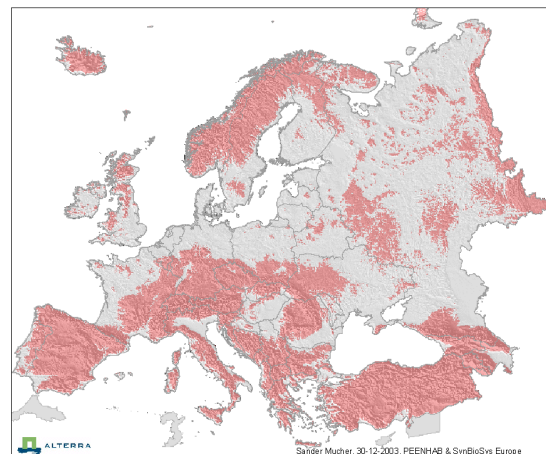 ALTERRA
Sander Mucher, 30-12-2003, PEENHAB & SynBioSys Europe